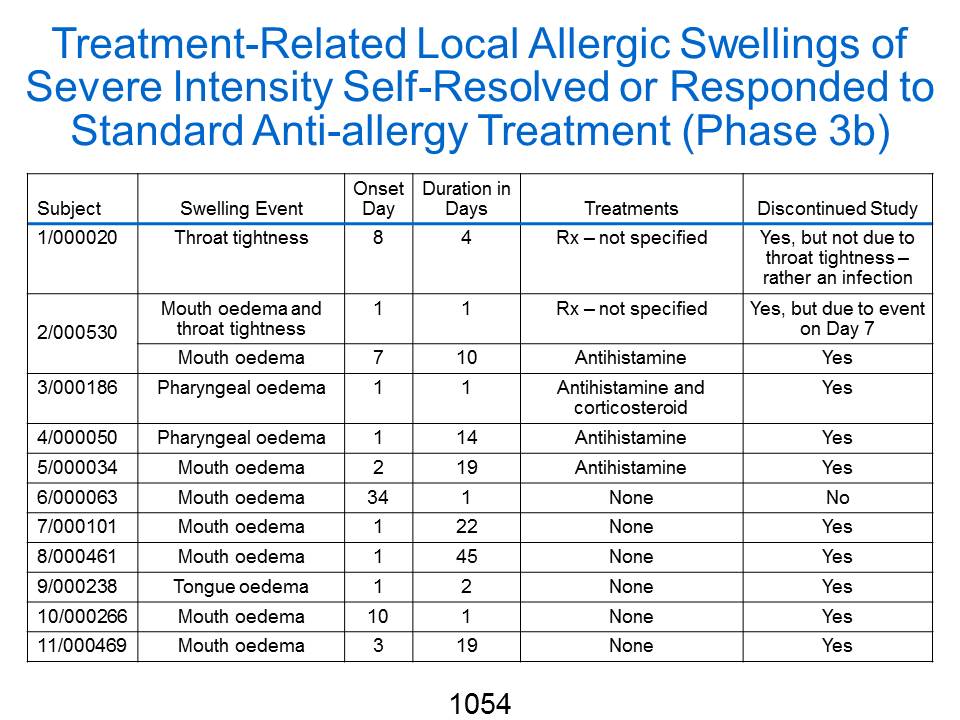 Treatment-Related Local Allergic Swellings of
Severe Intensity Self-Resolved or Responded to
Standard Anti-allergy Treatment (Phase 3b)
Subject Swelling Event Onset Day Duration in Days Treatments Discontinued Study
1/000020 Throat tightness 8 4 Rx – not specified Yes, but not due to throat tightness – rather an infection
2/000530 Mouth oedema and throat tightness 1 1 Rx – not specified Yes, but due to event on Day 7
Mouth oedema 7 10 Antihistamine Yes
3/000186 Pharyngeal oedema 1 1 Antihistamine and corticosteroid Yes
4/000050 Pharyngeal oedema 1 14 Antihistamine Yes
5/000034 Mouth oedema 2 19 Antihistamine Yes
6/000063 Mouth oedema 34 1 None No
7/000101 Mouth oedema 1 22 None Yes
8/000461 Mouth oedema 1 45 None Yes
9/000238 Tongue oedema 1 2 None Yes
10/000266 Mouth oedema 10 1 None Yes
11/000469 Mouth oedema 3 19 None Yes
1054